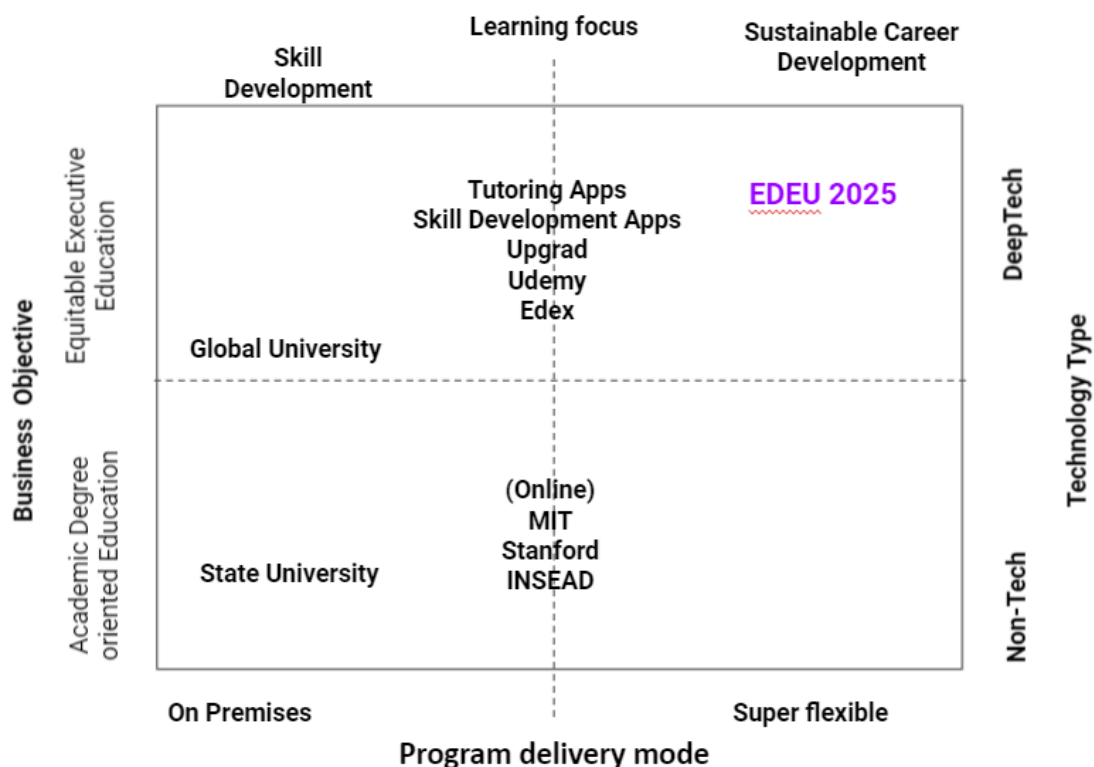 Learning focus
Skill
Development
Sustainable Career
Development
Business Objective
Equitable Executive
Education
Academic Degree
oriented Education
Tutoring Apps
Skill Development Apps
Upgrad
Udemy
Edex
EDEU 2025
Global University
(Online)
MIT
Stanford
INSEAD
State University
DeepTech
Technology Type
Non-Tech
On Premises
Super flexible
Program delivery mode